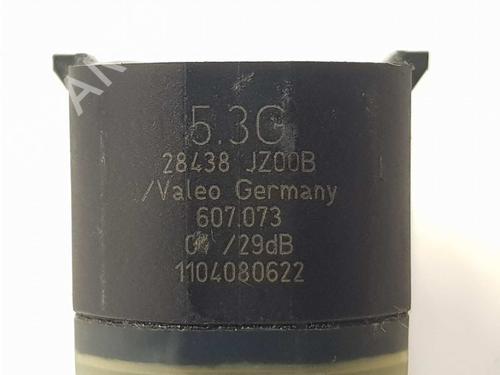 5.3G
28438 JZ00B
/Valeo Germany
607.073
/29dB
1104080622